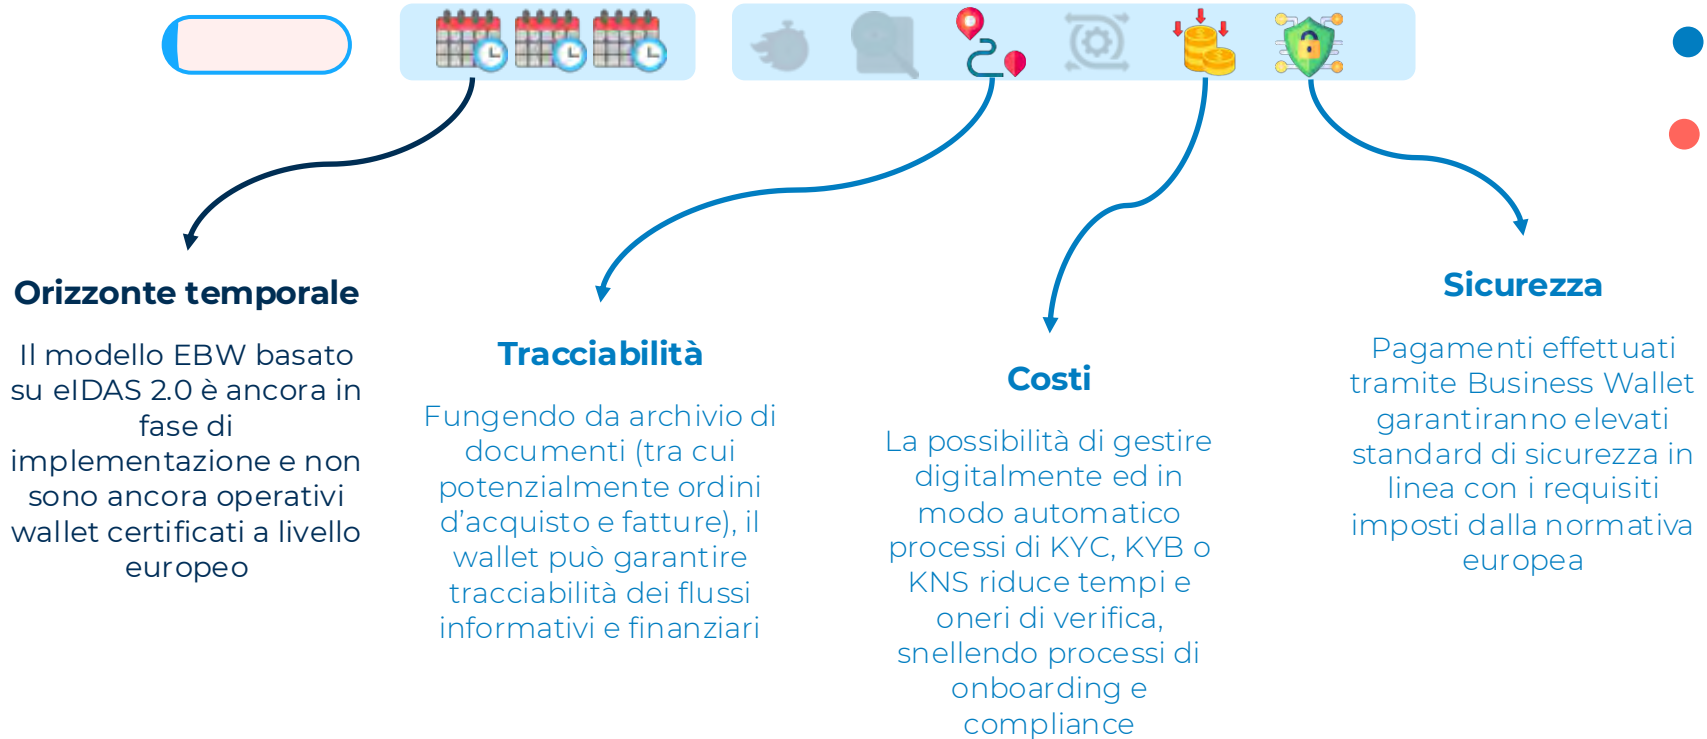 Orizzonte temporale
Il modello EBW basato
su eIDAS 2.0 è ancora in
fase di
implementazione e non
sono ancora operativi
wallet certificati a livello
europeo
Tracciabilità
Fungendo da archivio di
documenti (tra cui
potenzialmente ordini
d’acquisto e fatture), il
wallet può garantire
tracciabilità dei flussi
informativi e finanziari
Costi
La possibilità di gestire
digitalmente ed in
modo automatico
processi di KYC, KYB o
KNS riduce tempi e
oneri di verifica,
snellendo processi di
onboarding e
compliance
Sicurezza
Pagamenti effettuati
tramite Business Wallet
garantiranno elevati
standard di sicurezza in
linea con i requisiti
imposti dalla normativa
europea